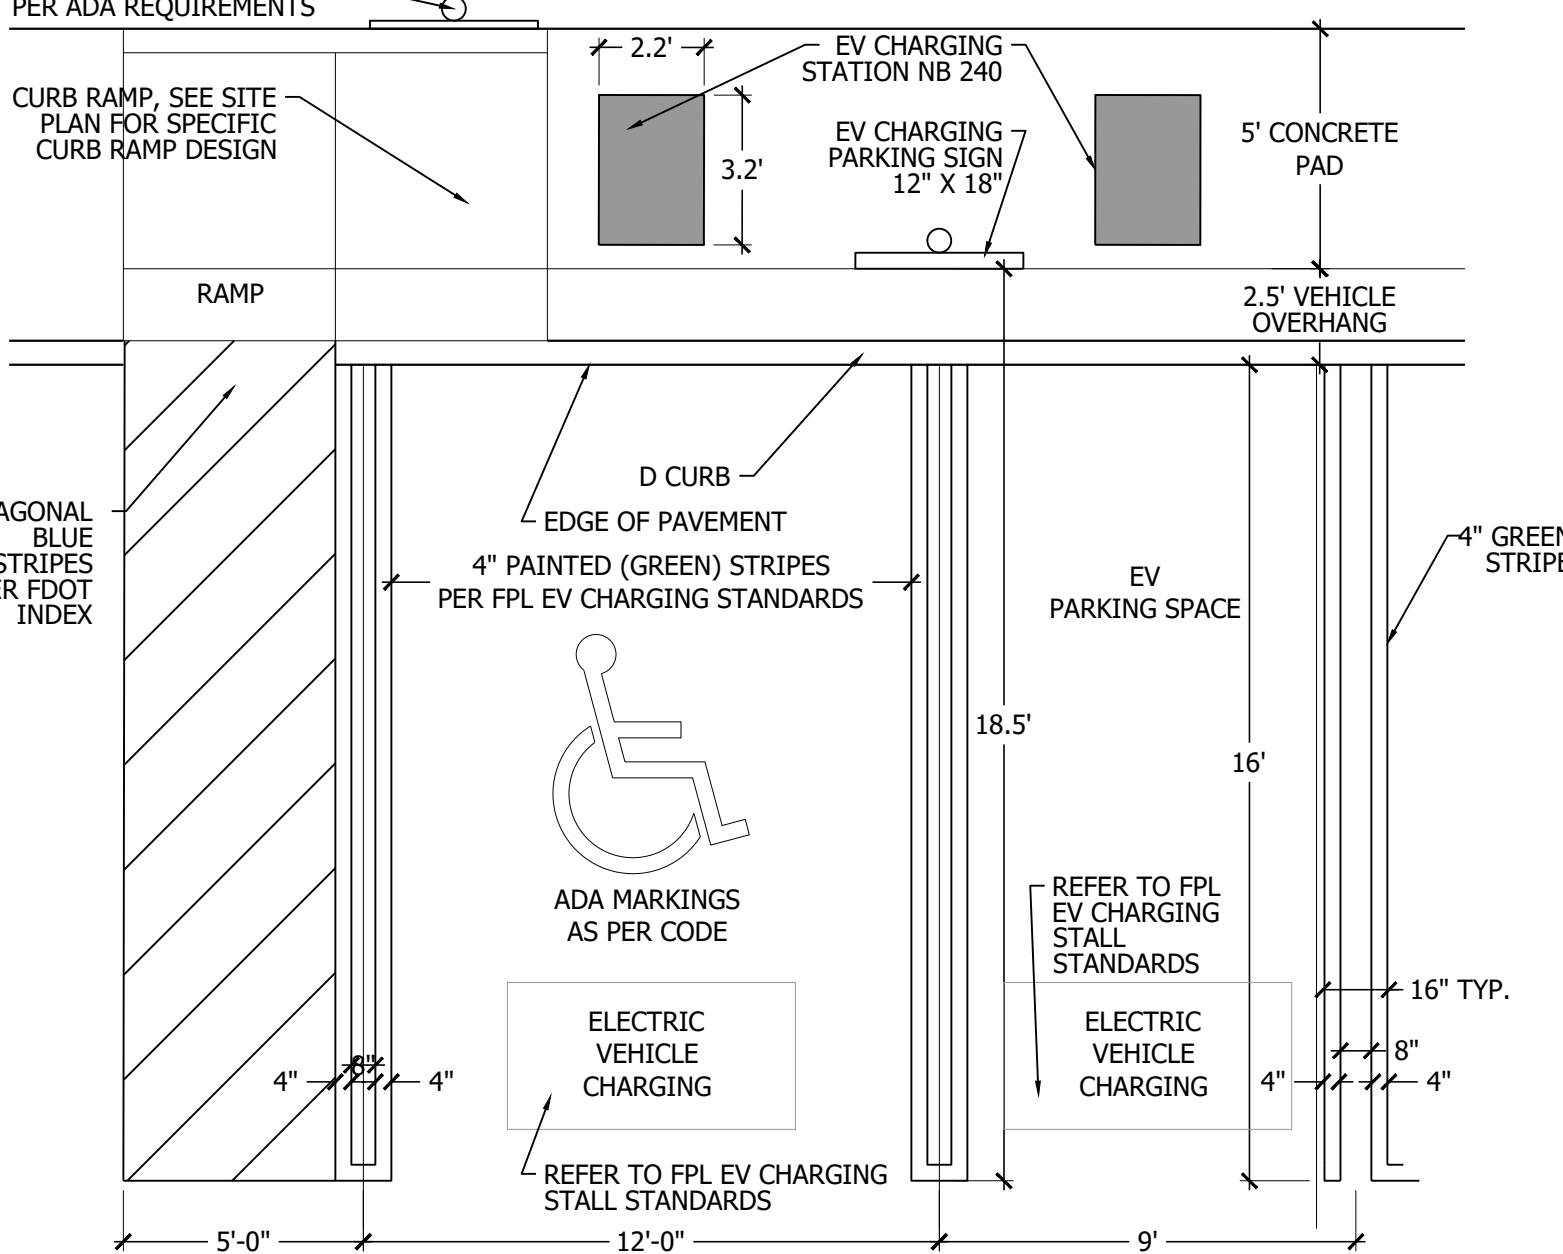 PER ADA REQUIREMENTS
2.2'
EV CHARGING
STATION NB 240
CURB RAMP, SEE SITE
PLAN FOR SPECIFIC
CURB RAMP DESIGN
3.2'
EV CHARGING
PARKING SIGN
12" X 18"
5' CONCRETE
PAD
RAMP
2.5' VEHICLE
OVERHANG
D CURB
EDGE OF PAVEMENT
BLUE
STRIPES
FDOT
INDEX
4" PAINTED (GREEN) STRIPES
PER FPL EV CHARGING STANDARDS
EV
PARKING SPACE
4" GREEN
STRIPE
18.5'
16'
ADA MARKINGS
AS PER CODE
REFER TO FPL
EV CHARGING
STALL
STANDARDS
16" TYP.
ELECTRIC
VEHICLE
CHARGING
ELECTRIC
VEHICLE
CHARGING
4"
8"
4"
4"
8"
4"
REFER TO FPL EV CHARGING
STALL STANDARDS
5'-0"
12'-0"
9'